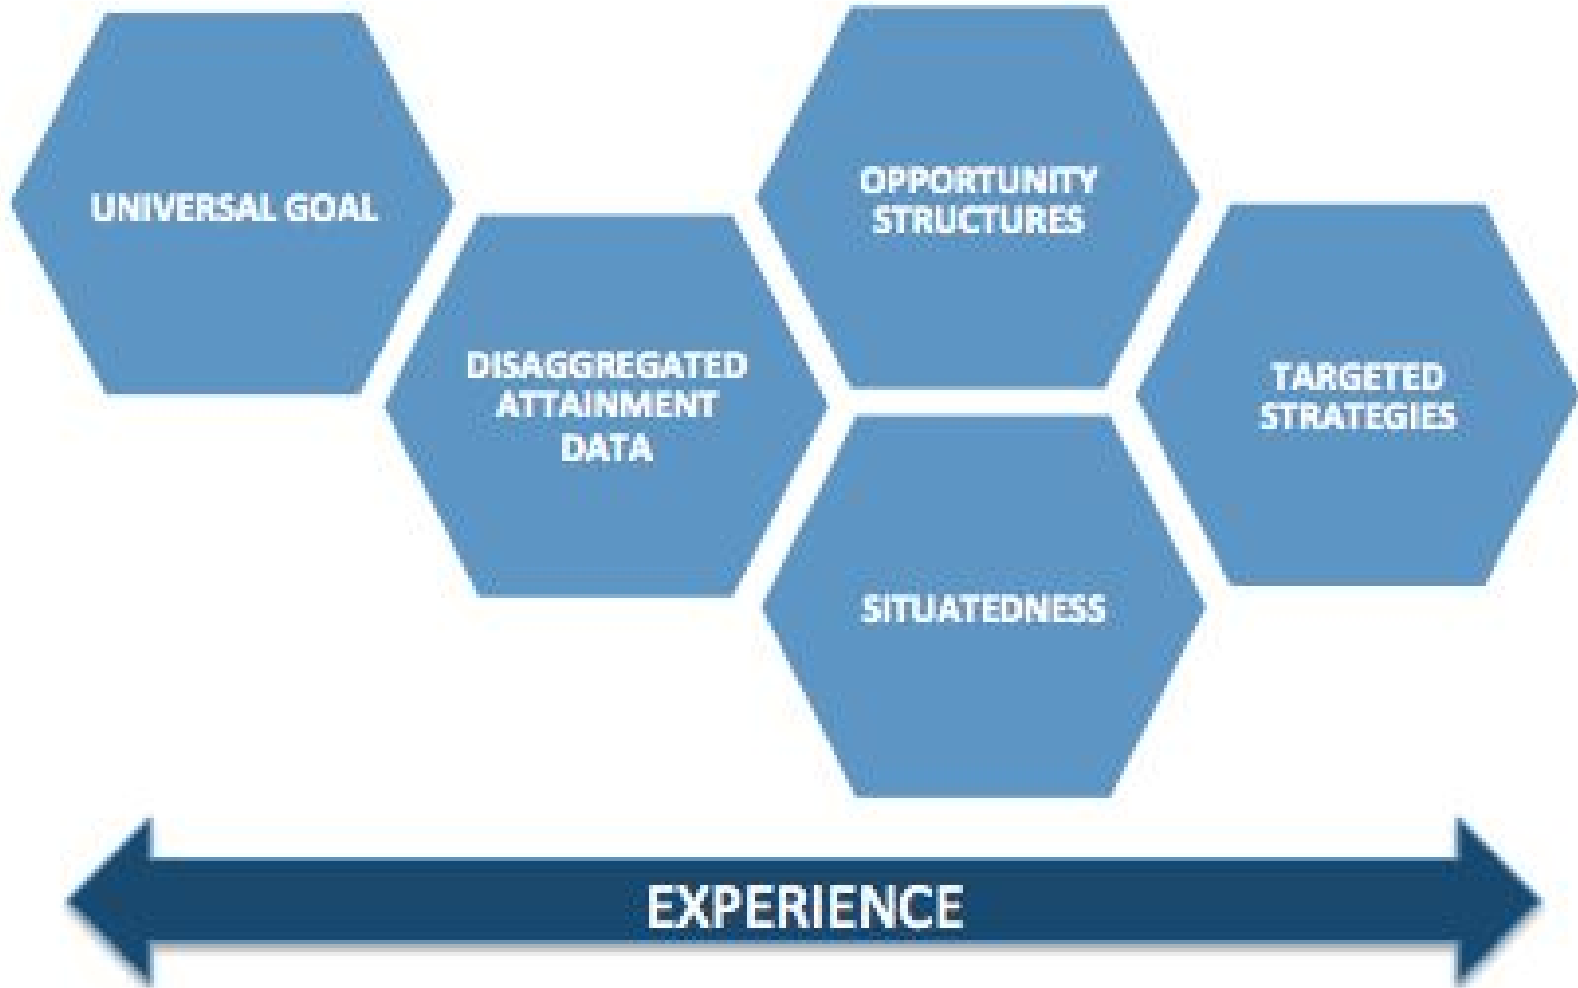 UNIVERSAL GOAL
DISAGGREGATED
ATTAINMENT
DATA
OPPORTUNITY
STRUCTURES
SITUATEDNESS
TARGETED
STRATEGIES
EXPERIENCE